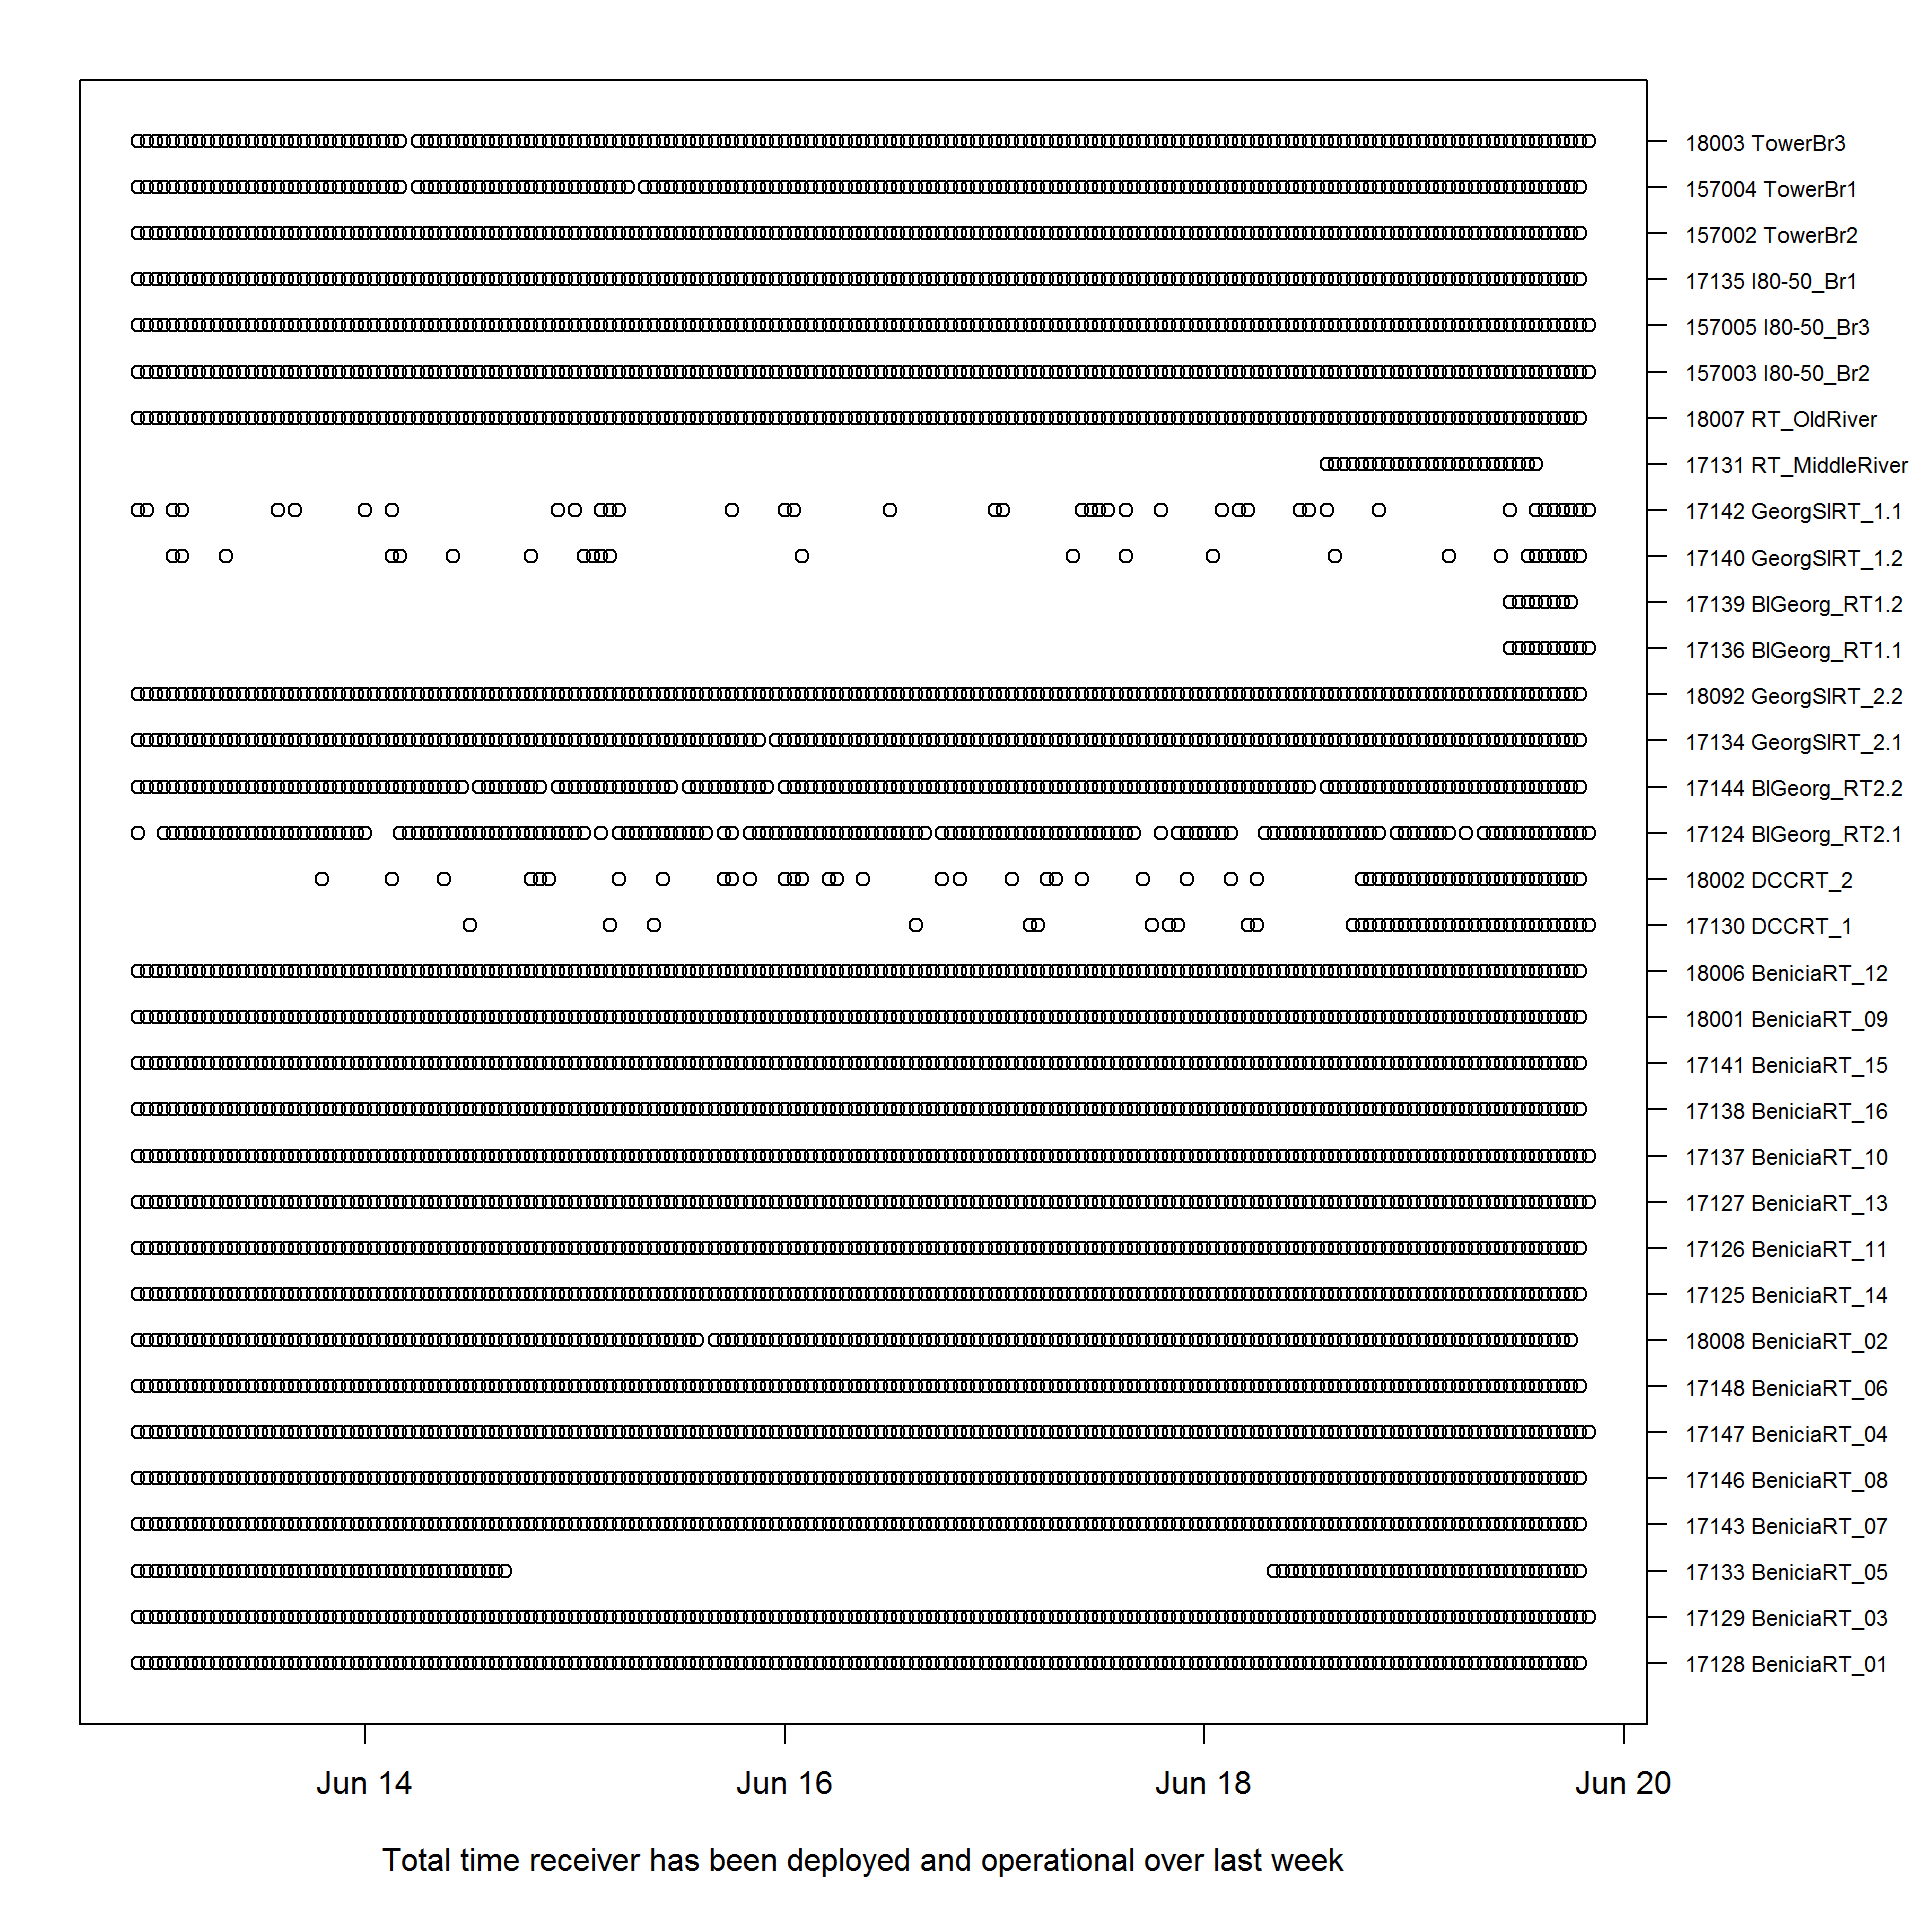 18003 TowerBr3
157004 TowerBr1
157002 TowerBr2
17135 I80-50_Br1
157005 I80-50_Br3
157003 I80-50_Br2
18007 RT_OldRiver
17131 RT_MiddleRiver
17142 GeorgSlRT_1.1
17140 GeorgSlRT_1.2
17139 BlGeorg_RT1.2
17136 BlGeorg_RT1.1
18092 GeorgSlRT_2.2
17134 GeorgSlRT_2.1
17144 BlGeorg_RT2.2
17124 BlGeorg_RT2.1
18002 DCCRT_2
17130 DCCRT_1
18006 BeniciaRT_12
18001 BeniciaRT_09
17141 BeniciaRT_15
17138 BeniciaRT_16
17137 BeniciaRT_10
17127 BeniciaRT_13
17126 BeniciaRT_11
17125 BeniciaRT_14
18008 BeniciaRT_02
17148 BeniciaRT_06
17147 BeniciaRT_04
17146 BeniciaRT_08
17143 BeniciaRT_07
17133 BeniciaRT_05
17129 BeniciaRT_03
17128 BeniciaRT_01
Jun 14 Jun 16 Jun 18 Jun 20
Total time receiver has been deployed and operational over last week